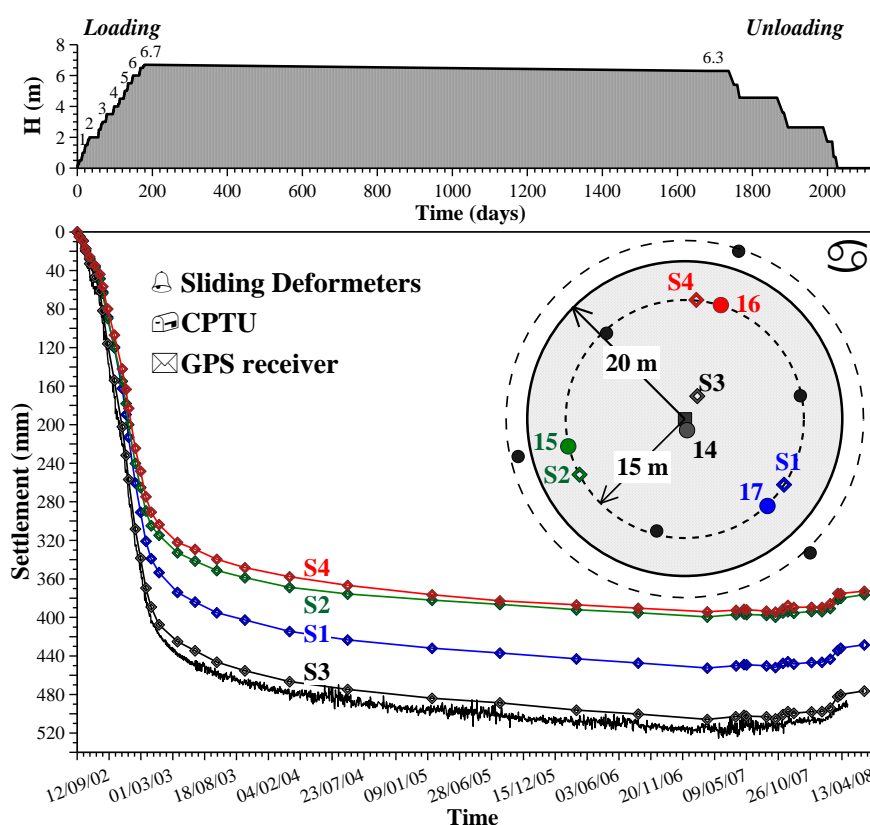 Loading
Unloading
8
6
4
2
0
H (m)
1
2
3
4
5
6
6.7
6.3
0 200 400 600 800 1000 1200 1400 1600 1800 2000
Time (days)
0
40
80
120
160
200
240
280
320
360
400
440
480
520
Settlement (mm)
Sliding Deformeters
CPTU
GPS receiver
S4
16
20 m
S3
14
15
S2
15 m
S1
17
S4
S2
S1
S3
12/09/02 01/03/03 18/08/03 04/02/04 23/07/04 09/01/05 28/06/05 15/12/05 03/06/06 20/11/06 09/5/07 26/10/07 13/04/08
Time